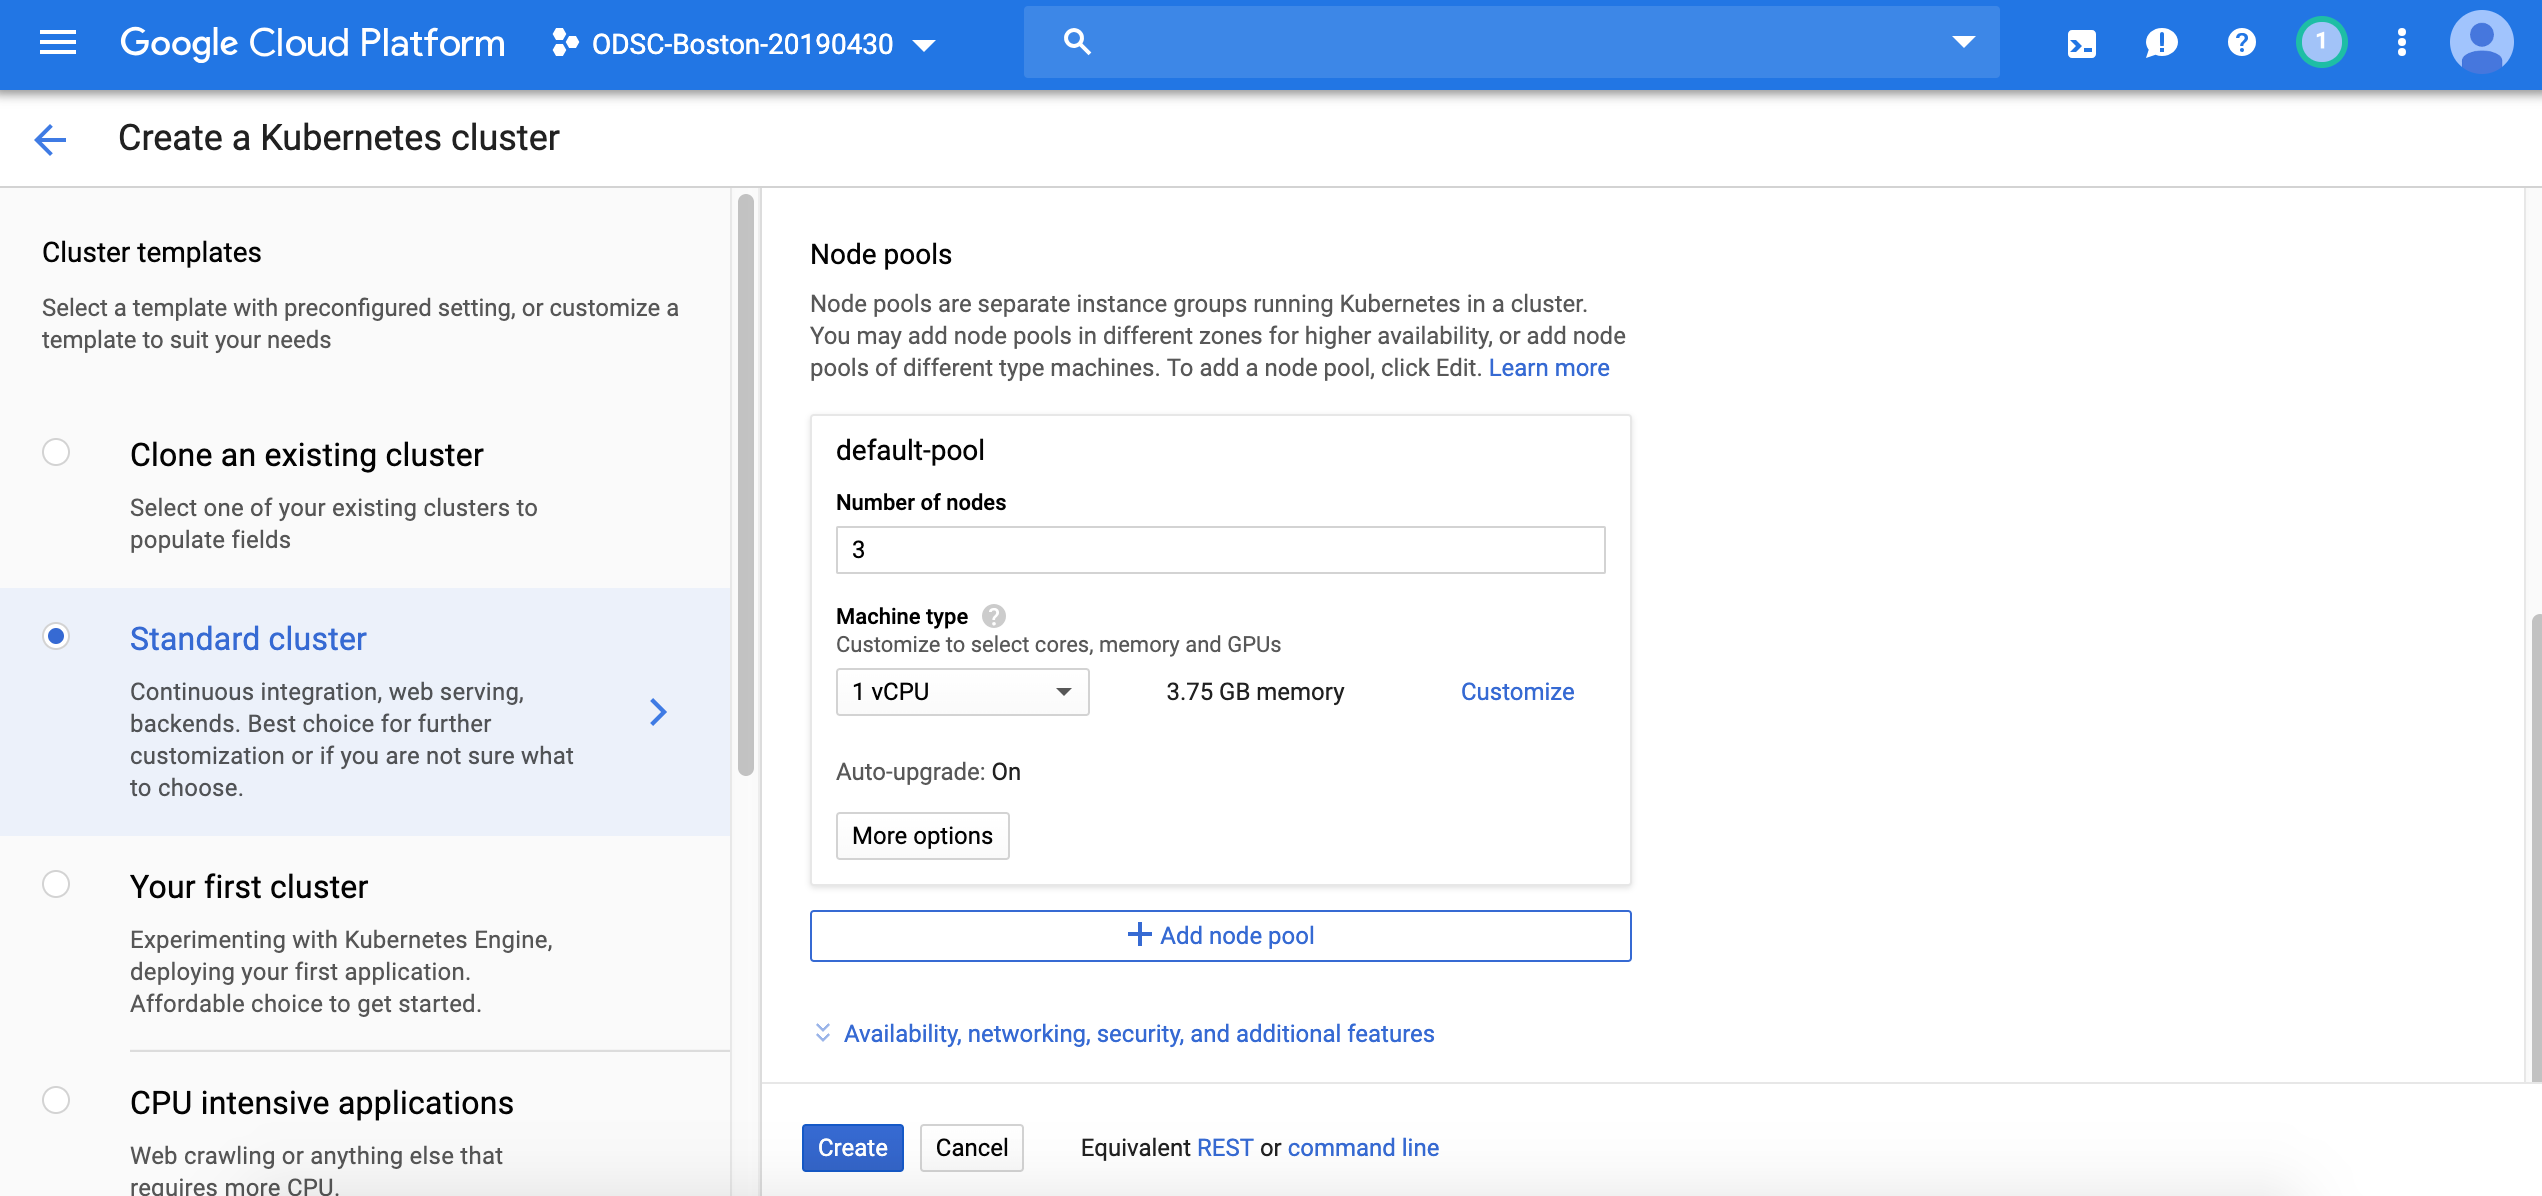 Google Cloud Platform
ODSC-Boston-20190430
1
Create a Kubernetes cluster
Cluster templates
Select a template with preconfigured setting, or customize a
template to suit your needs
Clone an existing cluster
Select one of your existing clusters to
populate fields
Standard cluster
Continuous integration, web serving,
backends. Best choice for further
customization or if you are not sure what
to choose.
Your first cluster
Experimenting with Kubernetes Engine,
deploying your first application.
Affordable choice to get started.
CPU intensive applications
Web crawling or anything else that
requires more CPU.
Node pools
Node pools are separate instance groups running Kubernetes in a cluster.
You may add node pools in different zones for higher availability, or add node
pools of different type machines. To add a node pool, click Edit. Learn more
default-pool
Number of nodes
3
Machine type ?
Customize to select cores, memory and GPUs
1 vCPU 3.75 GB memory Customize
Auto-upgrade: On
More options
+ Add node pool
Availability, networking, security, and additional features
Create Cancel Equivalent REST or command line